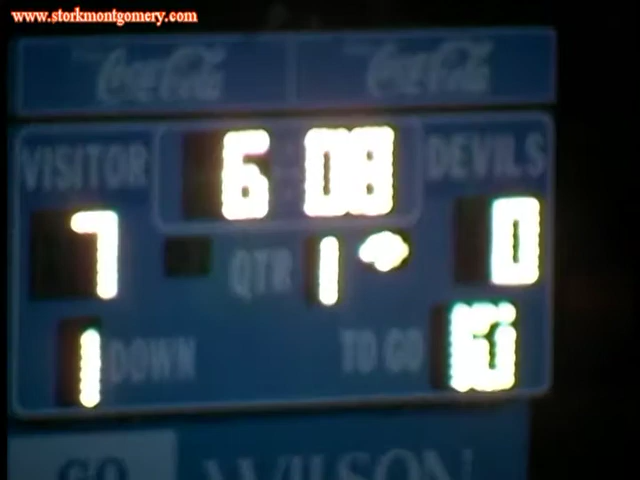 www.storkmontgomery.com
Coca-Cola Coca-Cola
VISITOR 6 08 DEVILS
7 QTR 1 0
1 DOWN TO GO
GO WILSON